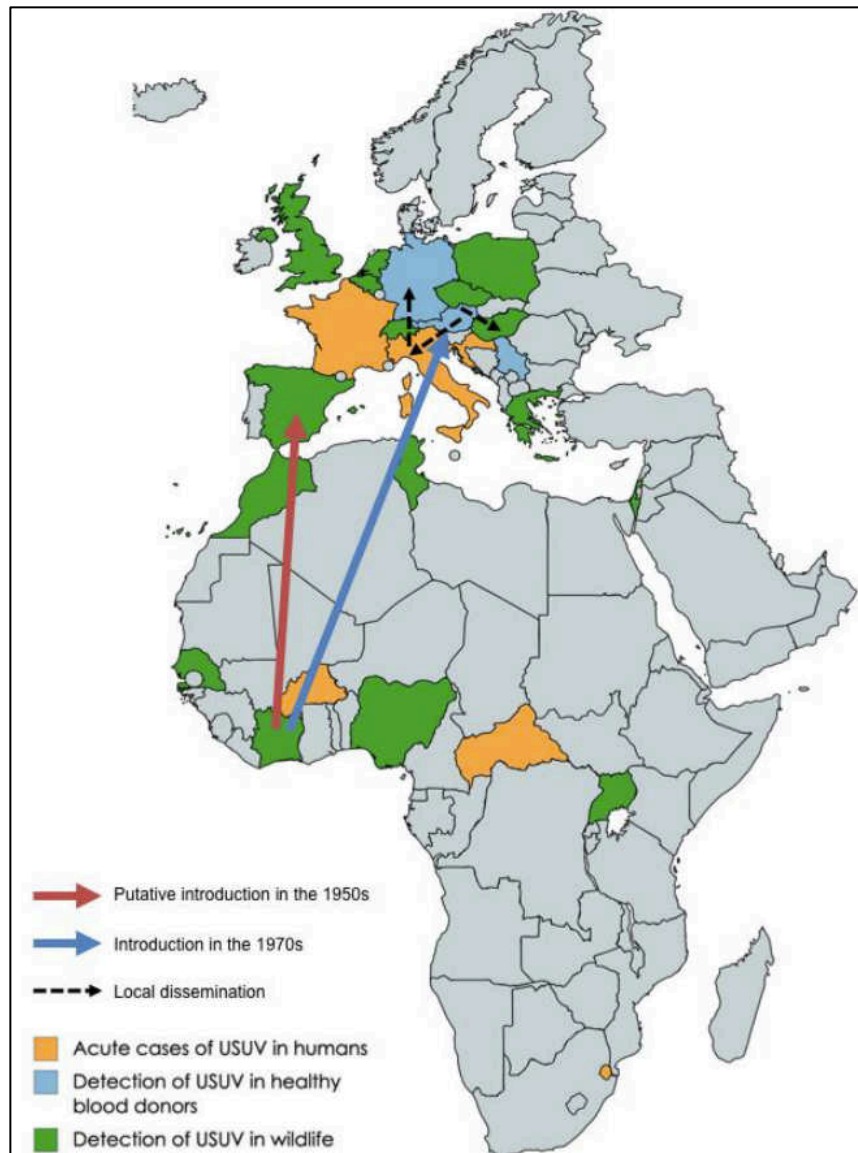 Putative introduction in the 1950s
Introduction in the 1970s
Local dissemination
Acute cases of USUV in humans
Detection of USUV in healthy
blood donors
Detection of USUV in wildlife